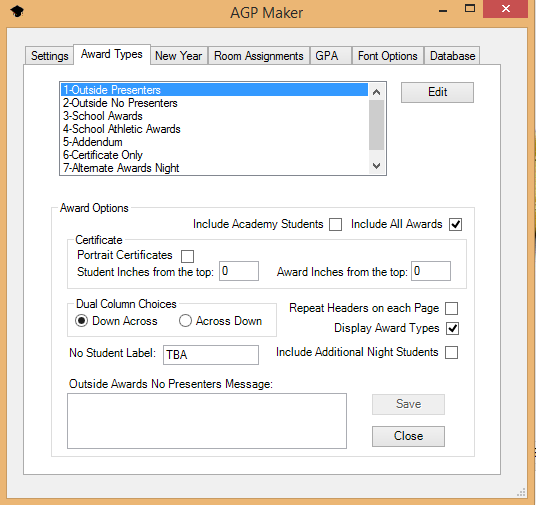 AGP Maker
Settings Award Types New Year Room Assignments GPA Font Options Database
1-Outside Presenters
Edit
2-Outside No Presenters
3-School Awards
4-School Athletic Awards
5-Addendum
6-Certificate Only
7-Alternate Awards Night
Award Options
Include Academy Students Include All Awards
Certificate
Portrait Certificates
Student Inches from the top: 0 Award Inches from the top: 0
Dual Column Choices
Repeat Headers on each Page
Down Across Across Down
Display Award Types
No Student Label: TBA
Include Additional Night Students
Outside Awards No Presenters Message:
Save
Close